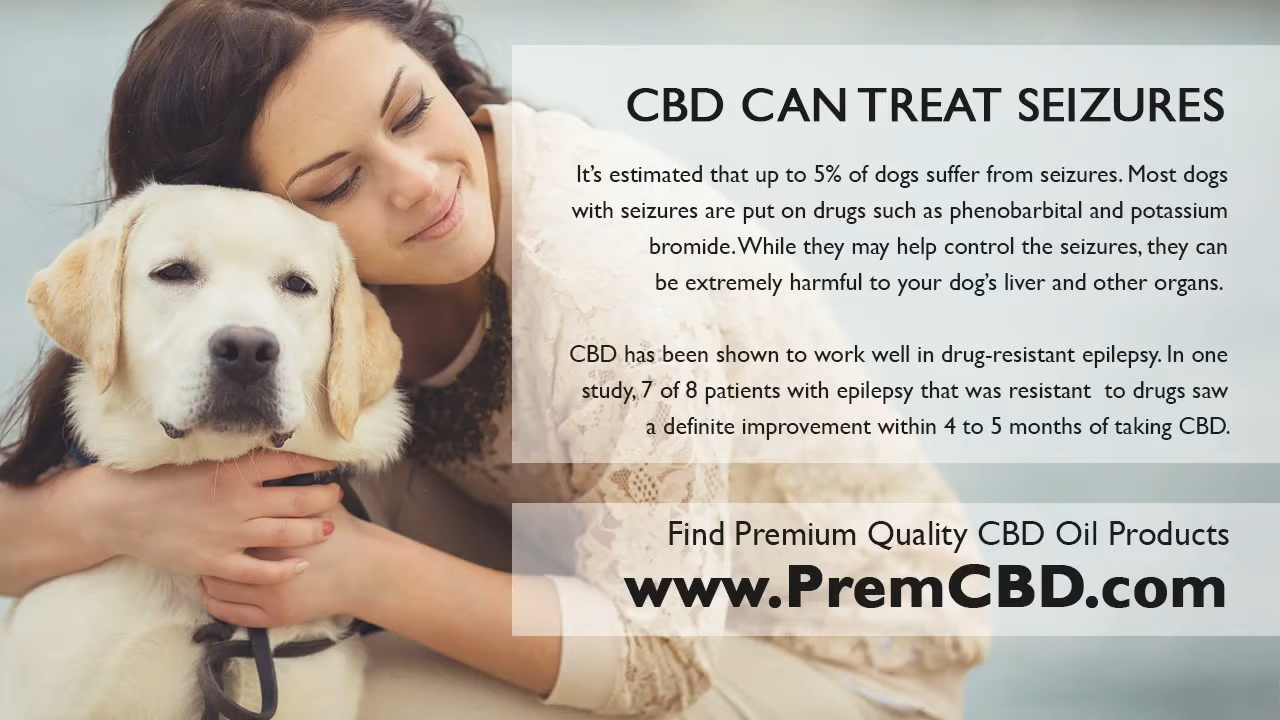 CBD CAN TREAT SEIZURES
It's estimated that up to 5% of dogs suffer from seizures. Most dogs
with seizures are put on drugs such as phenobarbital and potassium
bromide. While they may help control the seizures, they can
be extremely harmful to your dog's liver and other organs.
CBD has been shown to work well in drug-resistant epilepsy. In one
study, 7 of 8 patients with epilepsy that was resistant  to drugs saw
a definite improvement within 4 to 5 months of taking CBD.
Find Premium Quality CBD Oil Products
www.PremCBD.com